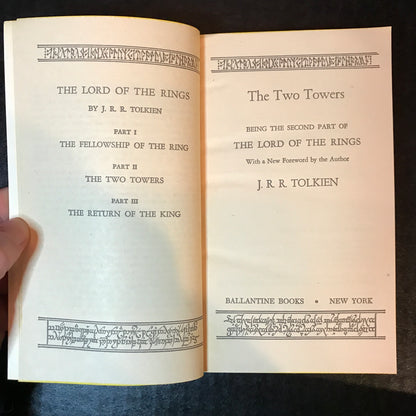 THE LORD OF THE RINGS
BY J. R. R. TOLKIEN
PART I
THE FELLOWSHIP OF THE RING
PART II
THE TWO TOWERS
PART III
THE RETURN OF THE KING
The Two Towers
BEING THE SECOND PART OF
THE LORD OF THE RINGS
With a New Foreword by the Author
J. R. R. TOLKIEN
BALLANTINE BOOKS • NEW YORK